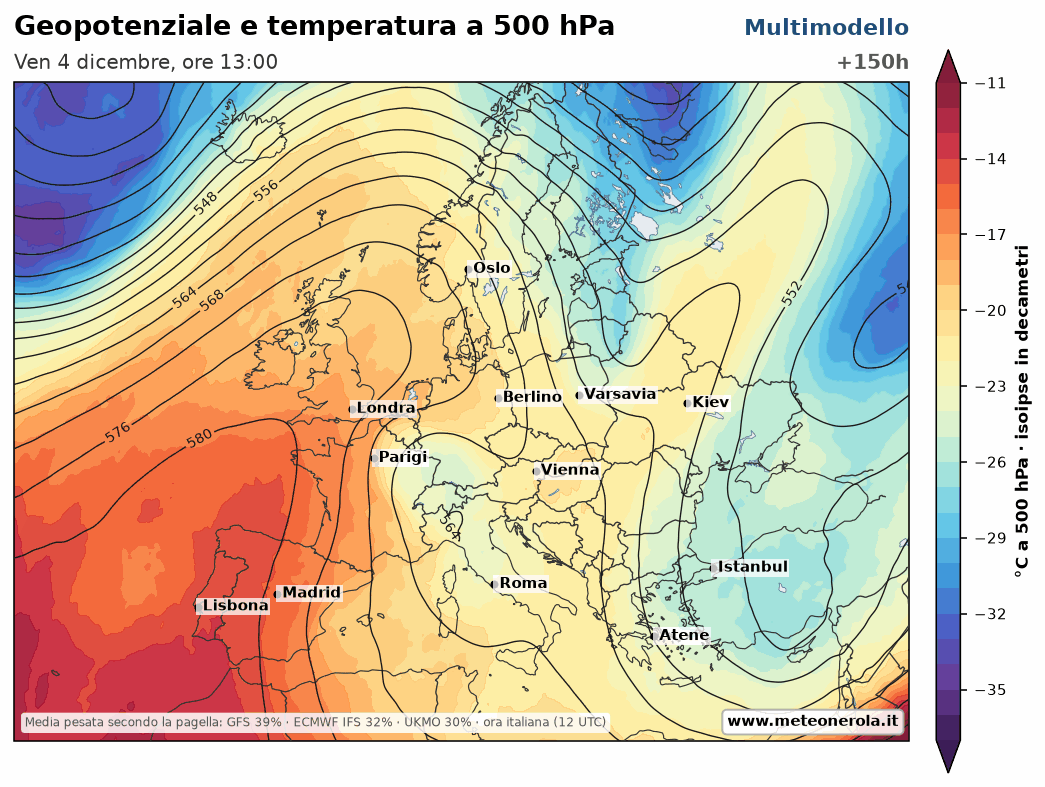 Geopotenziale e temperatura a 500 hPa
Multimodello
Ven 4 dicembre, ore 13:00
+150h
−11
−14
−17
−20
−23
−26
−29
−32
−35
°C a 500 hPa · isoipse in decametri
548
556
564
568
576
580
552
564
Oslo
Berlino
Varsavia
Kiev
Londra
Parigi
Vienna
Roma
Istanbul
Madrid
Lisbona
Atene
Media pesata secondo la pagella: GFS 39% · ECMWF IFS 32% · UKMO 30% · ora italiana (12 UTC)
www.meteonerola.it